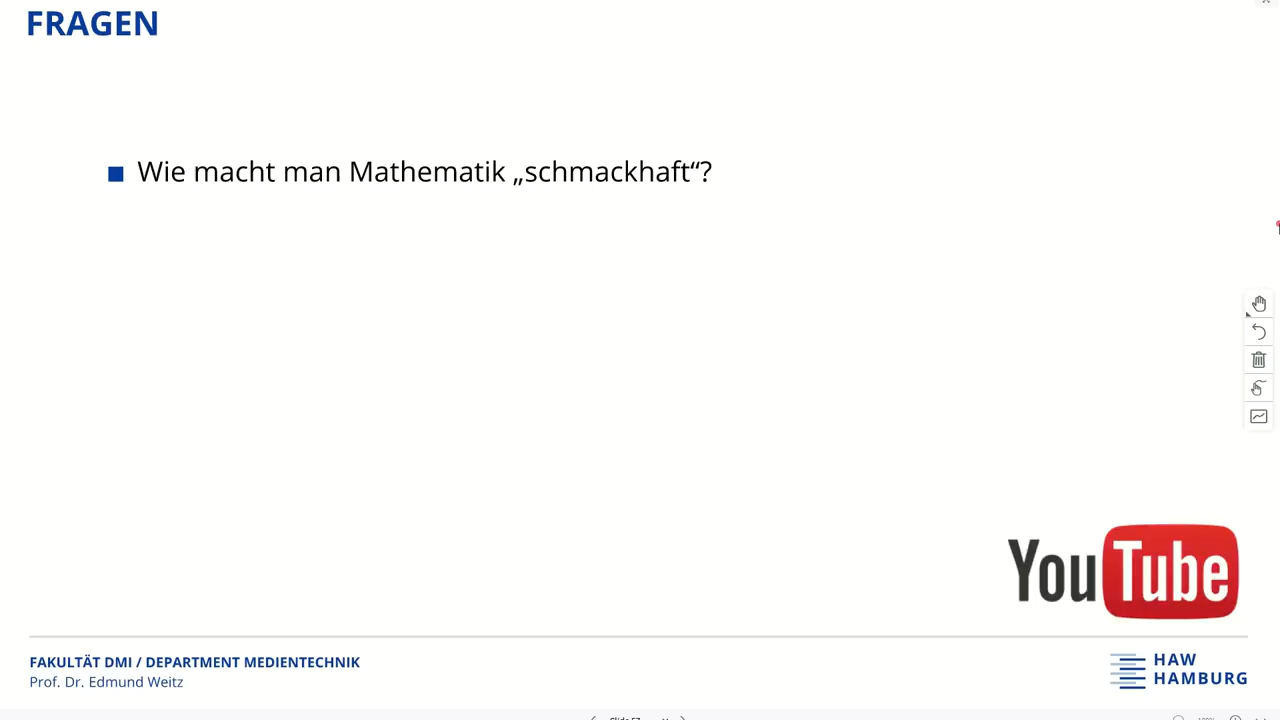 FRAGEN
Wie macht man Mathematik „schmackhaft“?
YouTube
FAKULTÄT DMI / DEPARTMENT MEDIENTECHNIK
Prof. Dr. Edmund Weitz
HAW
HAMBURG